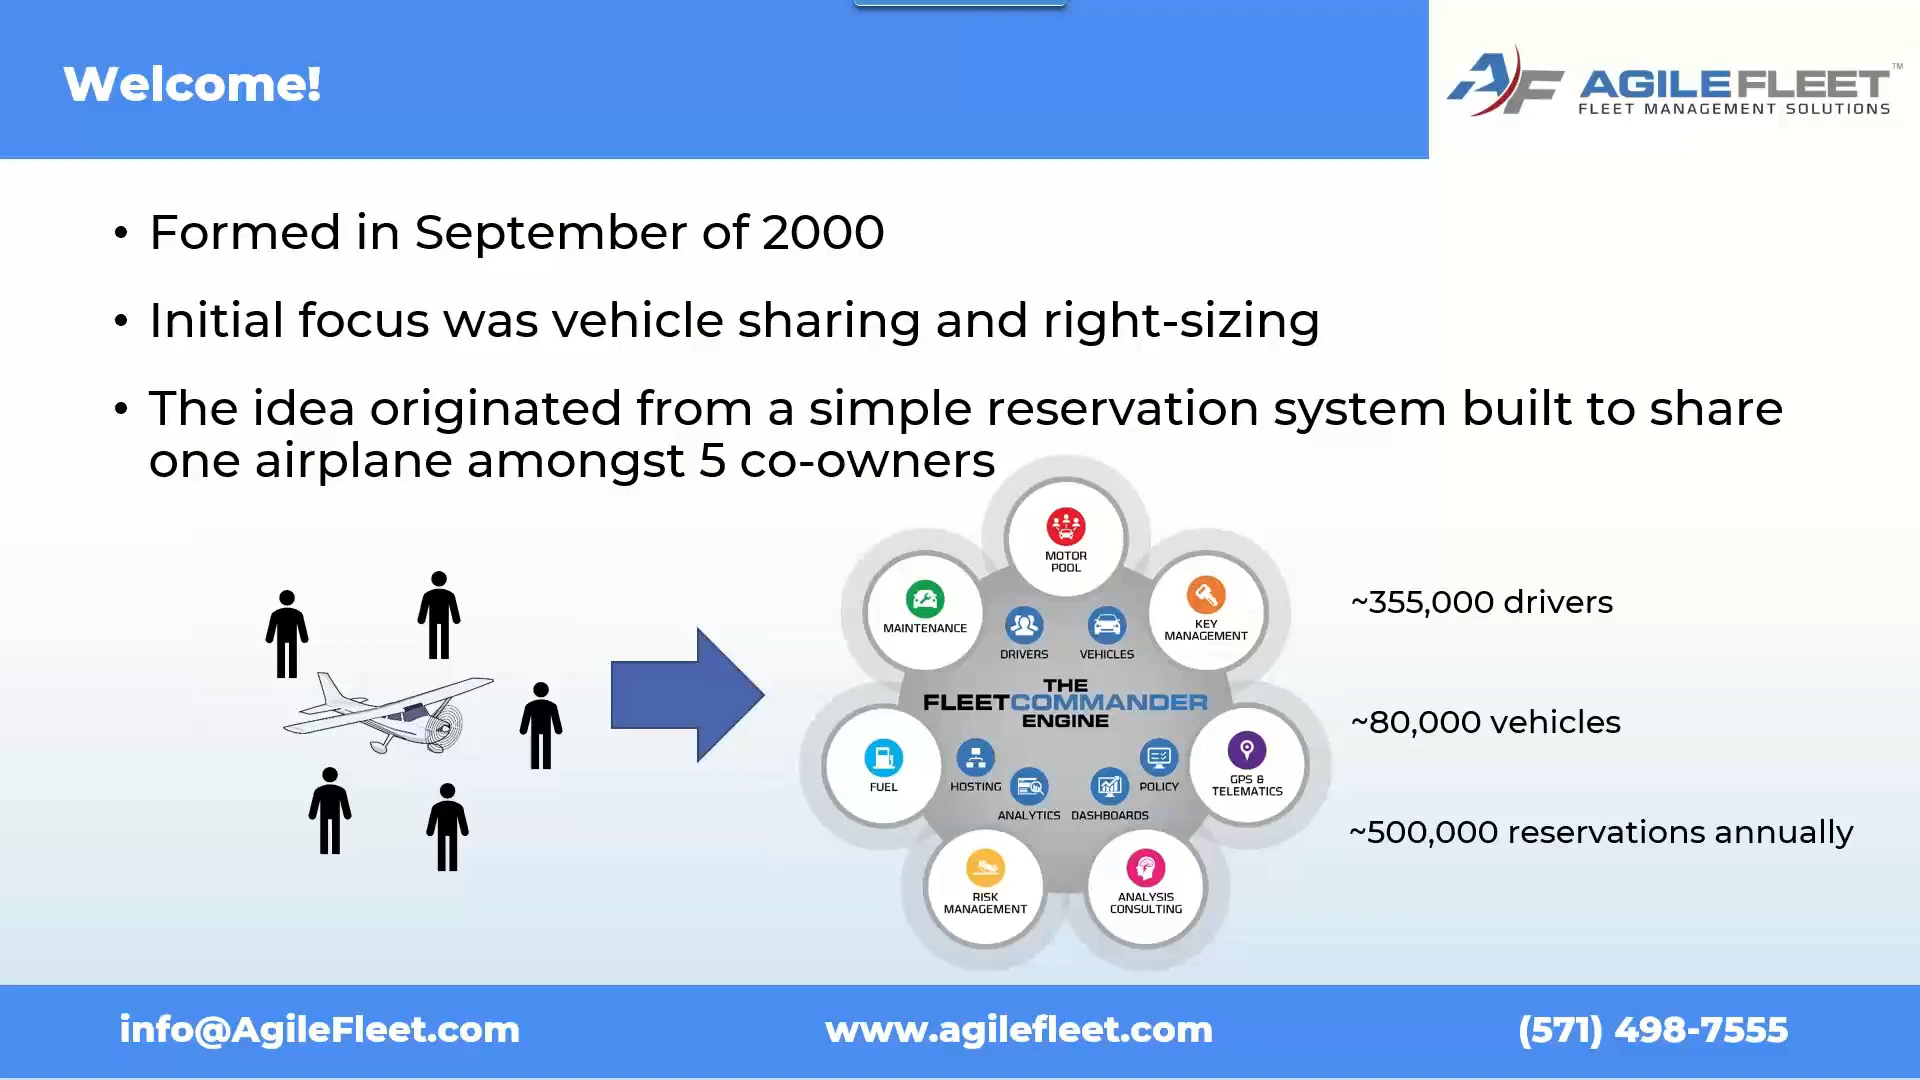 Welcome!
AF AGILEFLEET™
FLEET MANAGEMENT SOLUTIONS
• Formed in September of 2000
• Initial focus was vehicle sharing and right-sizing
• The idea originated from a simple reservation system built to share
one airplane amongst 5 co-owners
MOTOR
POOL
MAINTENANCE
KEY
MANAGEMENT
DRIVERS
VEHICLES
THE
FLEETCOMMANDER
ENGINE
FUEL
HOSTING
ANALYTICS
DASHBOARDS
POLICY
GPS &
TELEMATICS
RISK
MANAGEMENT
ANALYSIS
CONSULTING
~355,000 drivers
~80,000 vehicles
~500,000 reservations annually
info@AgileFleet.com
www.agilefleet.com
(571) 498-7555